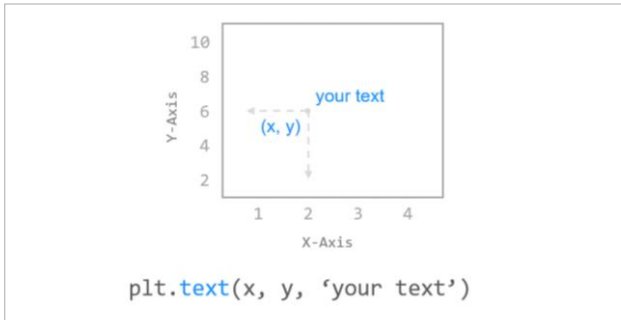 10
8
your text
6
(x, y)
Y-Axis
4
2
1 2 3 4
X-Axis
plt.text(x, y, ‘your text’)